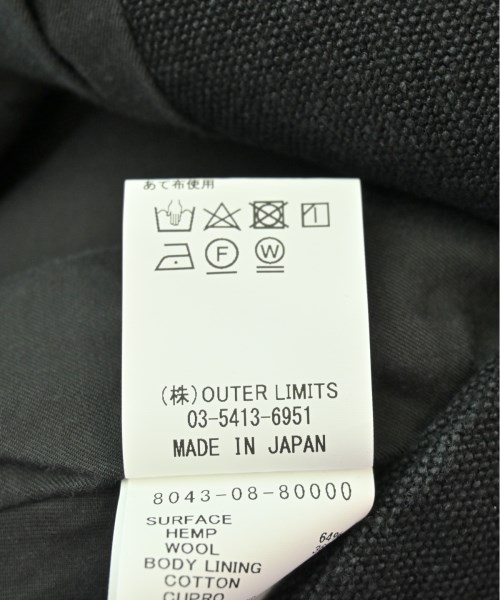 あて布使用
F W
(株)OUTER LIMITS
03-5413-6951
MADE IN JAPAN
8043-08-80000
SURFACE
HEMP
WOOL
BODY LINING
COTTON
CUPRO